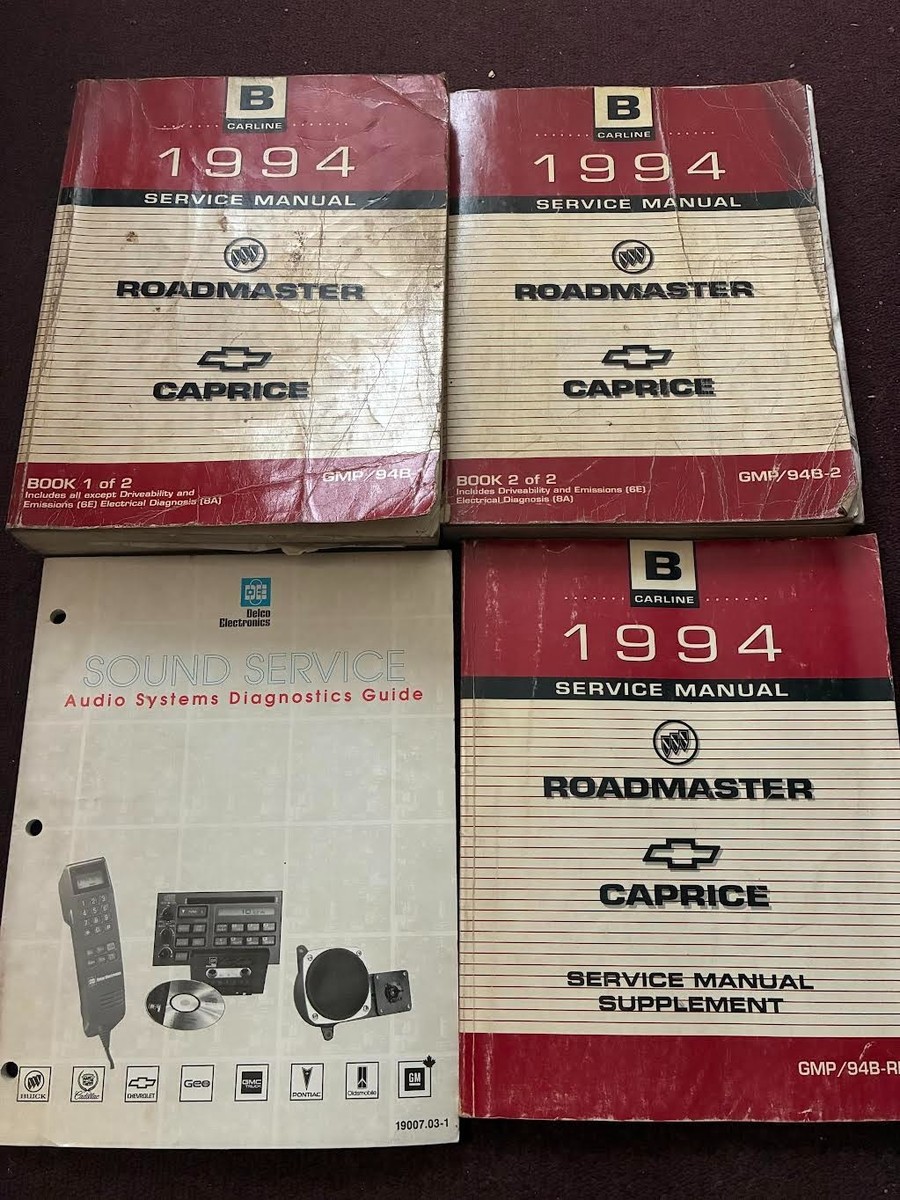 B
CARLINE
1994
SERVICE MANUAL
ROADMASTER
CAPRICE
BOOK 1 of 2
Includes all except Driveability and
Emissions (6E) Electrical Diagnosis (8A)
GMP/94B-1
B
CARLINE
1994
SERVICE MANUAL
ROADMASTER
CAPRICE
BOOK 2 of 2
Includes Driveability and Emissions (6E)
Electrical Diagnosis (8A)
GMP/94B-2
Delco
Electronics
SOUND SERVICE
Audio Systems Diagnostics Guide
BUICK
Cadillac
CHEVROLET
Geo
GMC
TRUCK
PONTIAC
Oldsmobile
GM
19007.03-1
B
CARLINE
1994
SERVICE MANUAL
ROADMASTER
CAPRICE
SERVICE MANUAL
SUPPLEMENT